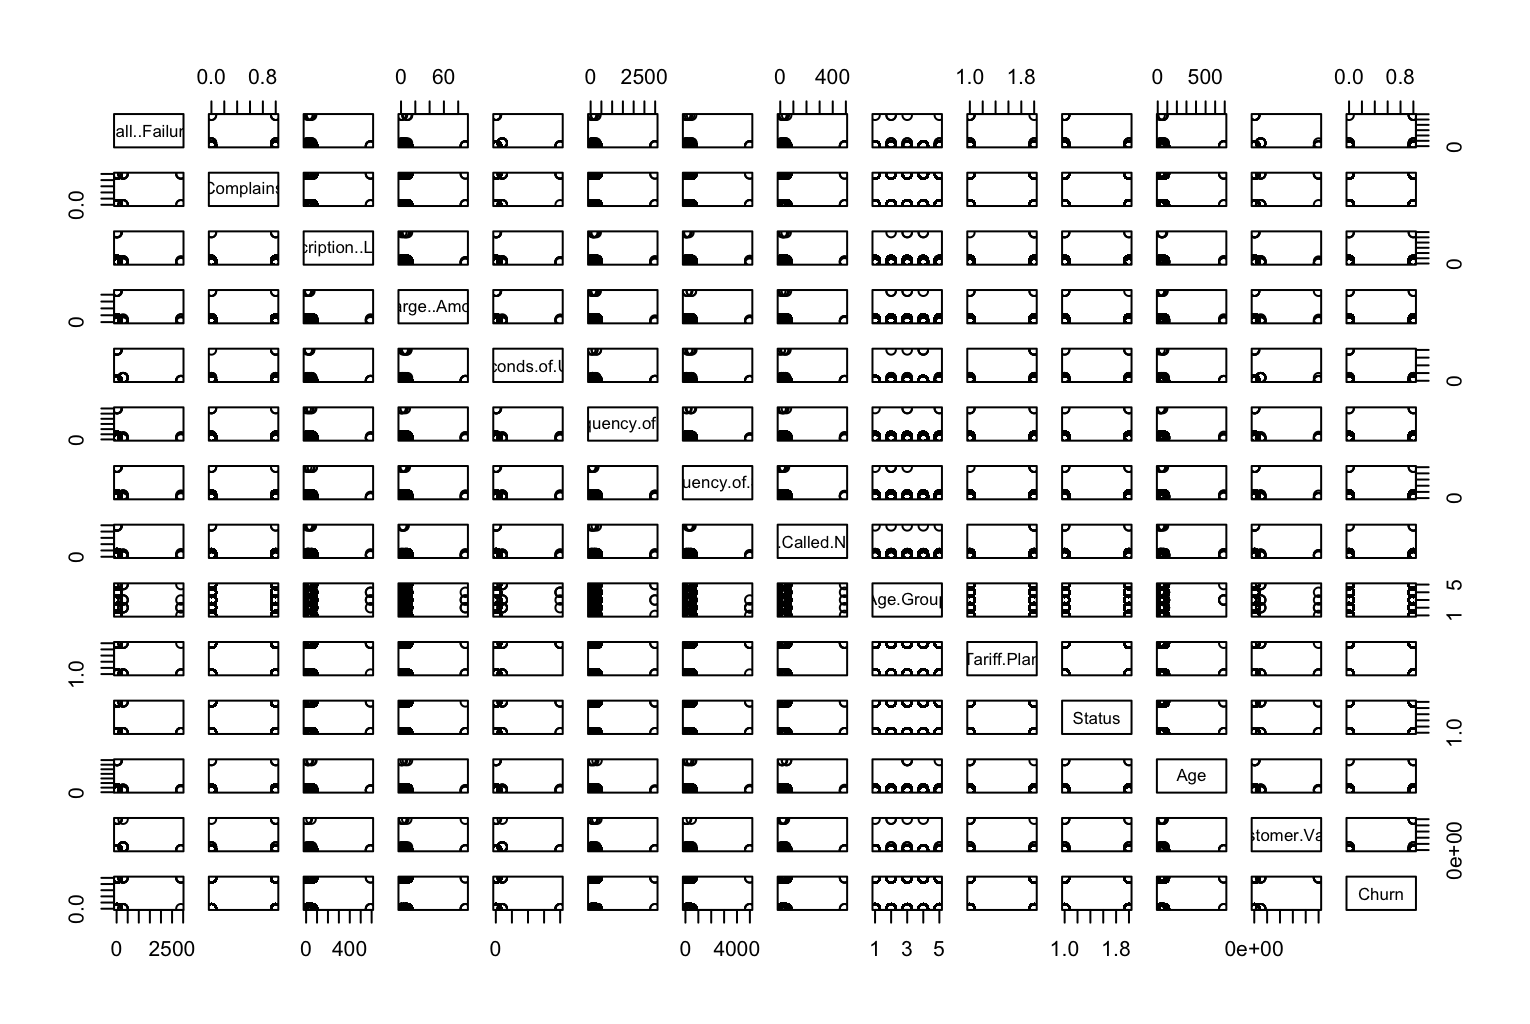 0.0 0.8 0 60 0 2500 0 400 1.0 1.8 0 500 0.0 0.8
all..Failur 0
0.0 Complains
cription..L 0
0 arge..Amo
conds.of.U 0
0 quency.of
uency.of. 0
0 .Called.N
Age.Group 1 5
1.0 Tariff.Plan
Status 1.0
0 Age
stomer.Va 0e+00
0.0 Churn
0 2500 0 400 0 0 4000 1 3 5 1.0 1.8 0e+00